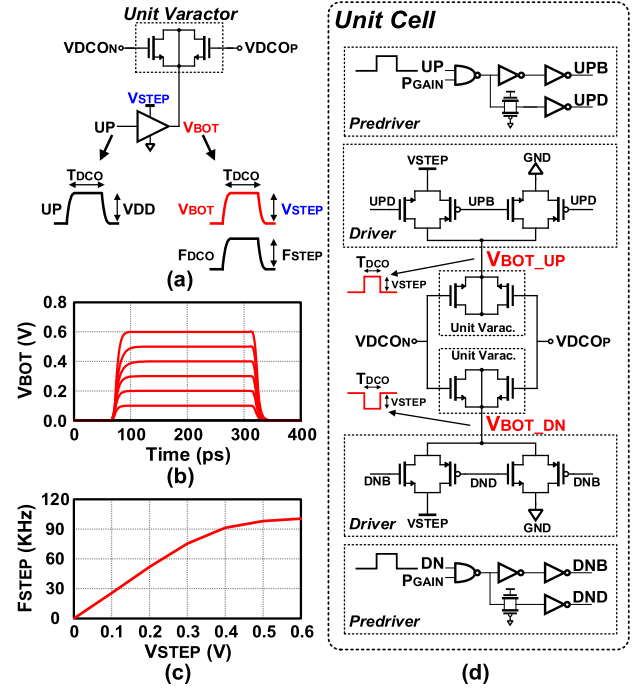 Unit Varactor
VDCON
VDCOP
VSTEP
UP
VBOT
TDCO
UP
VDD
TDCO
VBOT
VSTEP
FDCO
FSTEP
(a)
VBOT (V)
0.8
0.6
0.4
0.2
0.0
0 100 200 300 400
Time (ps)
(b)
FSTEP (KHz)
120
90
60
30
0
0 0.1 0.2 0.3 0.4 0.5 0.6
VSTEP (V)
(c)
Unit Cell
UP
PGAIN
UPB
UPD
Predriver
VSTEP
GND
UPD
UPB
UPD
Driver
TDCO
VSTEP
VBOT_UP
Unit Varac.
VDCON
VDCOP
Unit Varac.
TDCO
VSTEP
VBOT_DN
DNB
DND
DNB
VSTEP
GND
Driver
DN
PGAIN
DNB
DND
Predriver
(d)